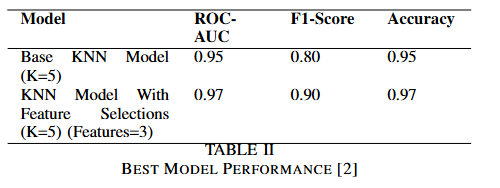 Model ROC- F1-Score Accuracy
AUC
Base KNN Model 0.95 0.80 0.95
(K=5)
KNN Model With 0.97 0.90 0.97
Feature Selections
(K=5) (Features=3)
TABLE II
BEST MODEL PERFORMANCE [2]